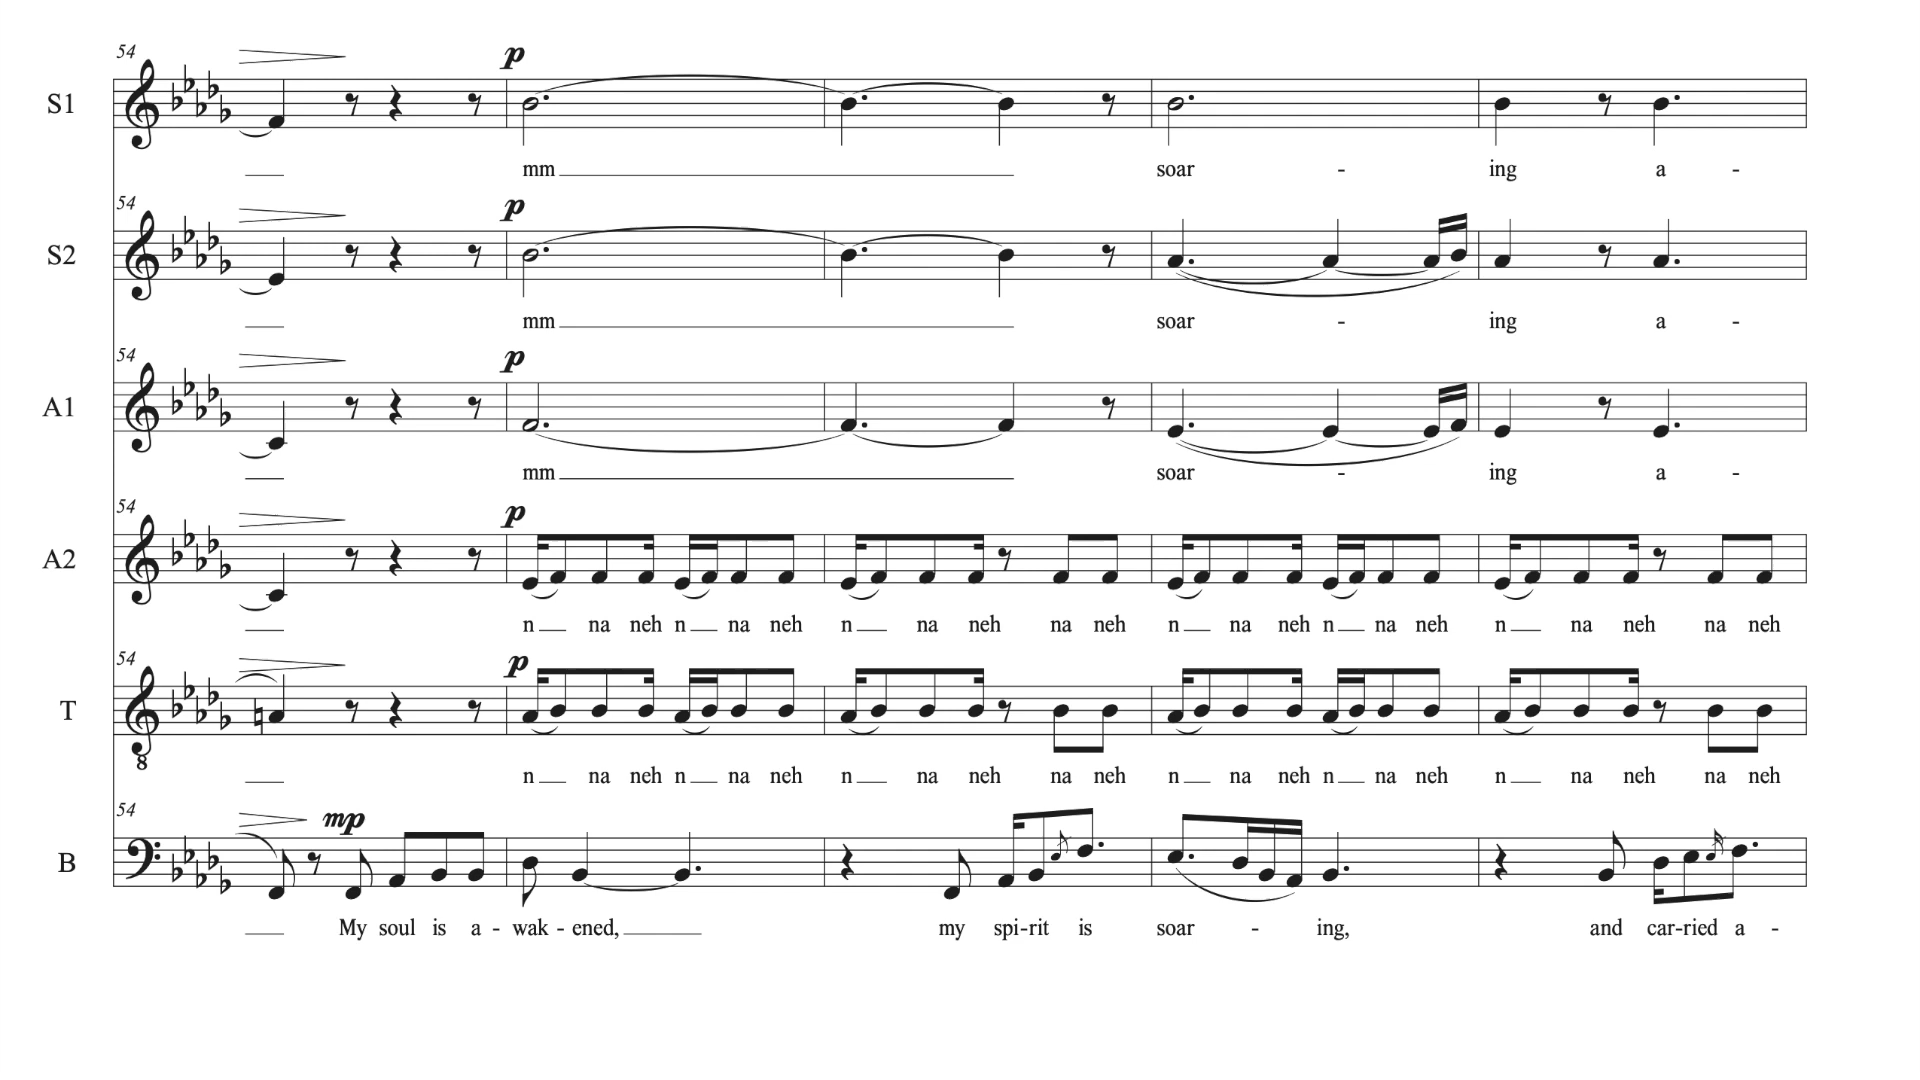 54
p
S1
mm soar - ing a -
54
p
S2
mm soar - ing a -
54
p
A1
mm soar - ing a -
54
p
A2
n na neh n na neh n na neh na neh n na neh n na neh n na neh na neh
54
p
T
8
n na neh n na neh n na neh na neh n na neh n na neh n na neh na neh
54
mp
B
My soul is a - wak - ened, my spi-rit is soar - ing, and car-ried a -